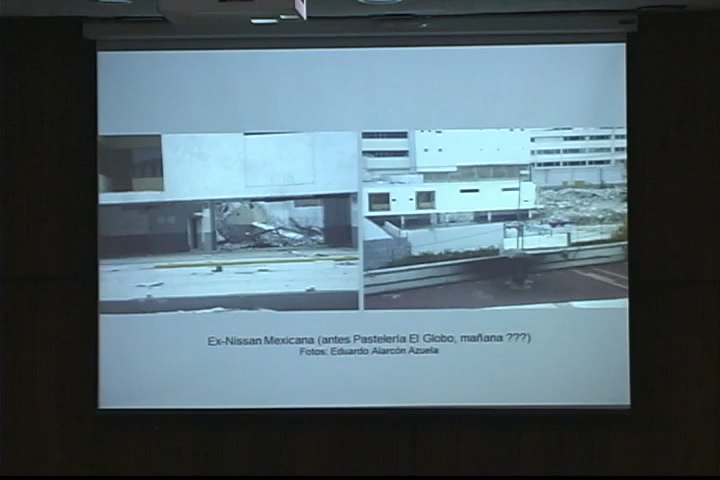 Ex-Nissan Mexicana (antes Pastelería El Globo, mañana ???)
Fotos: Eduardo Alarcón Azuela